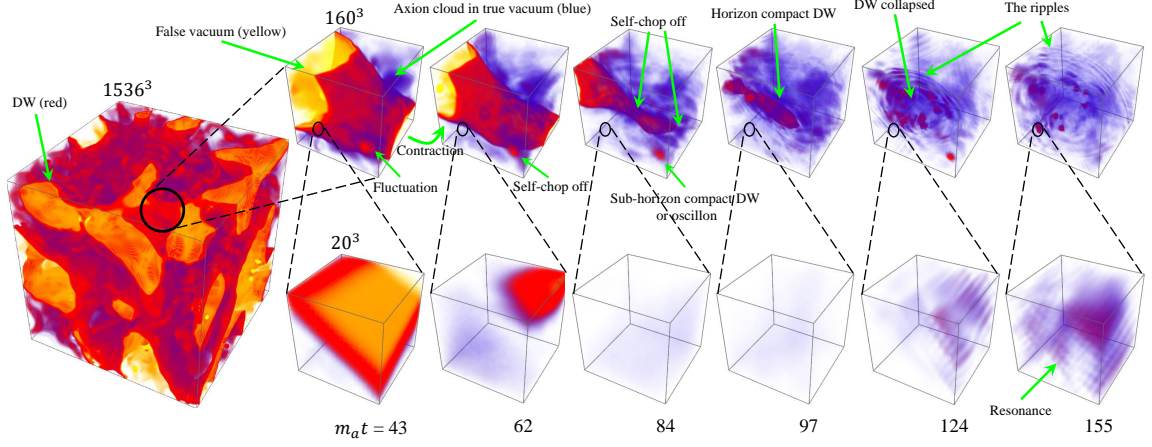 False vacuum (yellow)
160³
Axion cloud in true vacuum (blue)
Self-chop off
Horizon compact DW
DW collapsed
The ripples
DW (red)
1536³
Contraction
Fluctuation
Self-chop off
Sub-horizon compact DW
or oscillon
20³
Resonance
mₐt = 43
62
84
97
124
155